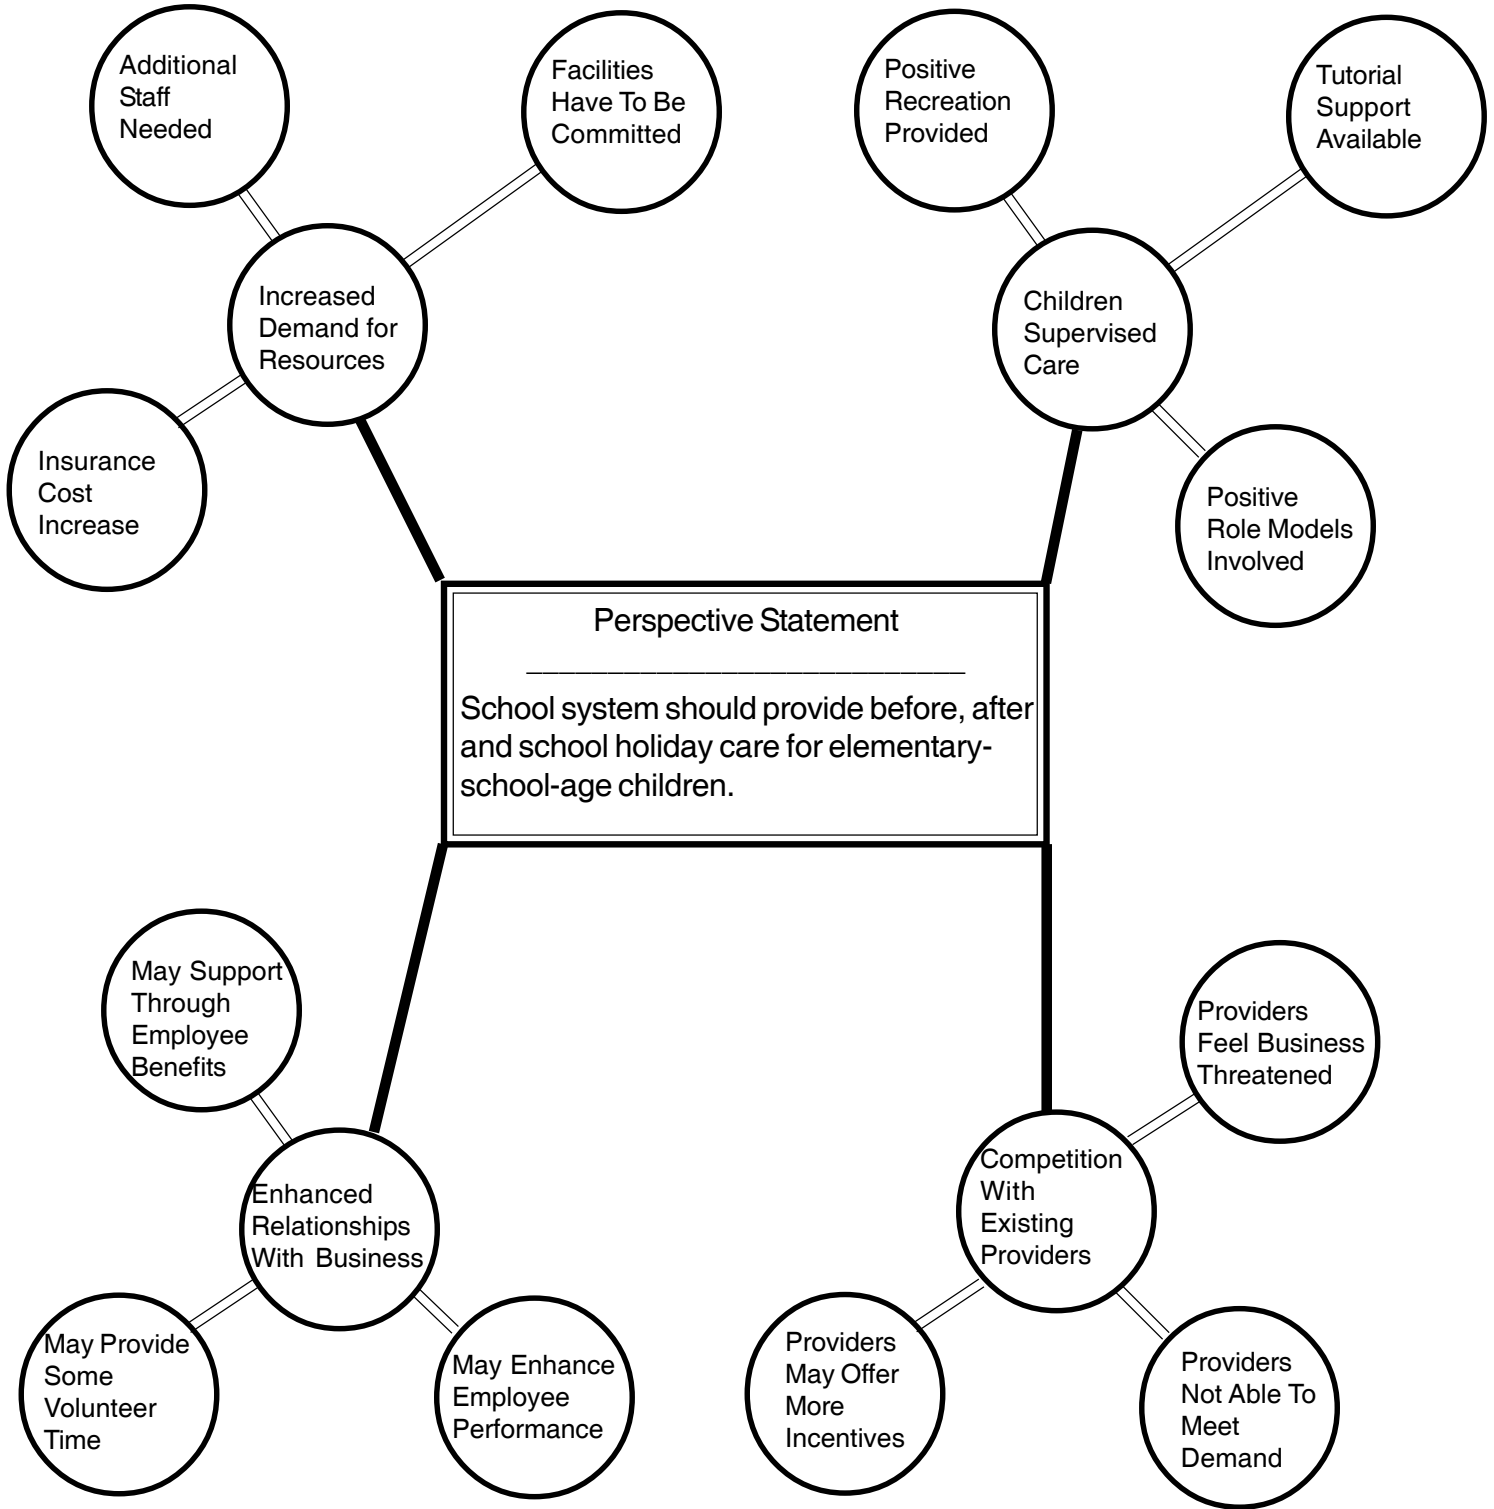 Additional
Staff
Needed
Facilities
Have To Be
Committed
Increased
Demand for
Resources
Insurance
Cost
Increase
Positive
Recreation
Provided
Tutorial
Support
Available
Children
Supervised
Care
Positive
Role Models
Involved
Perspective Statement
___________________________
School system should provide before, after
and school holiday care for elementary-
school-age children.
May Support
Through
Employee
Benefits
Enhanced
Relationships
With Business
May Provide
Some
Volunteer
Time
May Enhance
Employee
Performance
Providers
Feel Business
Threatened
Competition
With
Existing
Providers
Providers
May Offer
More
Incentives
Providers
Not Able To
Meet
Demand